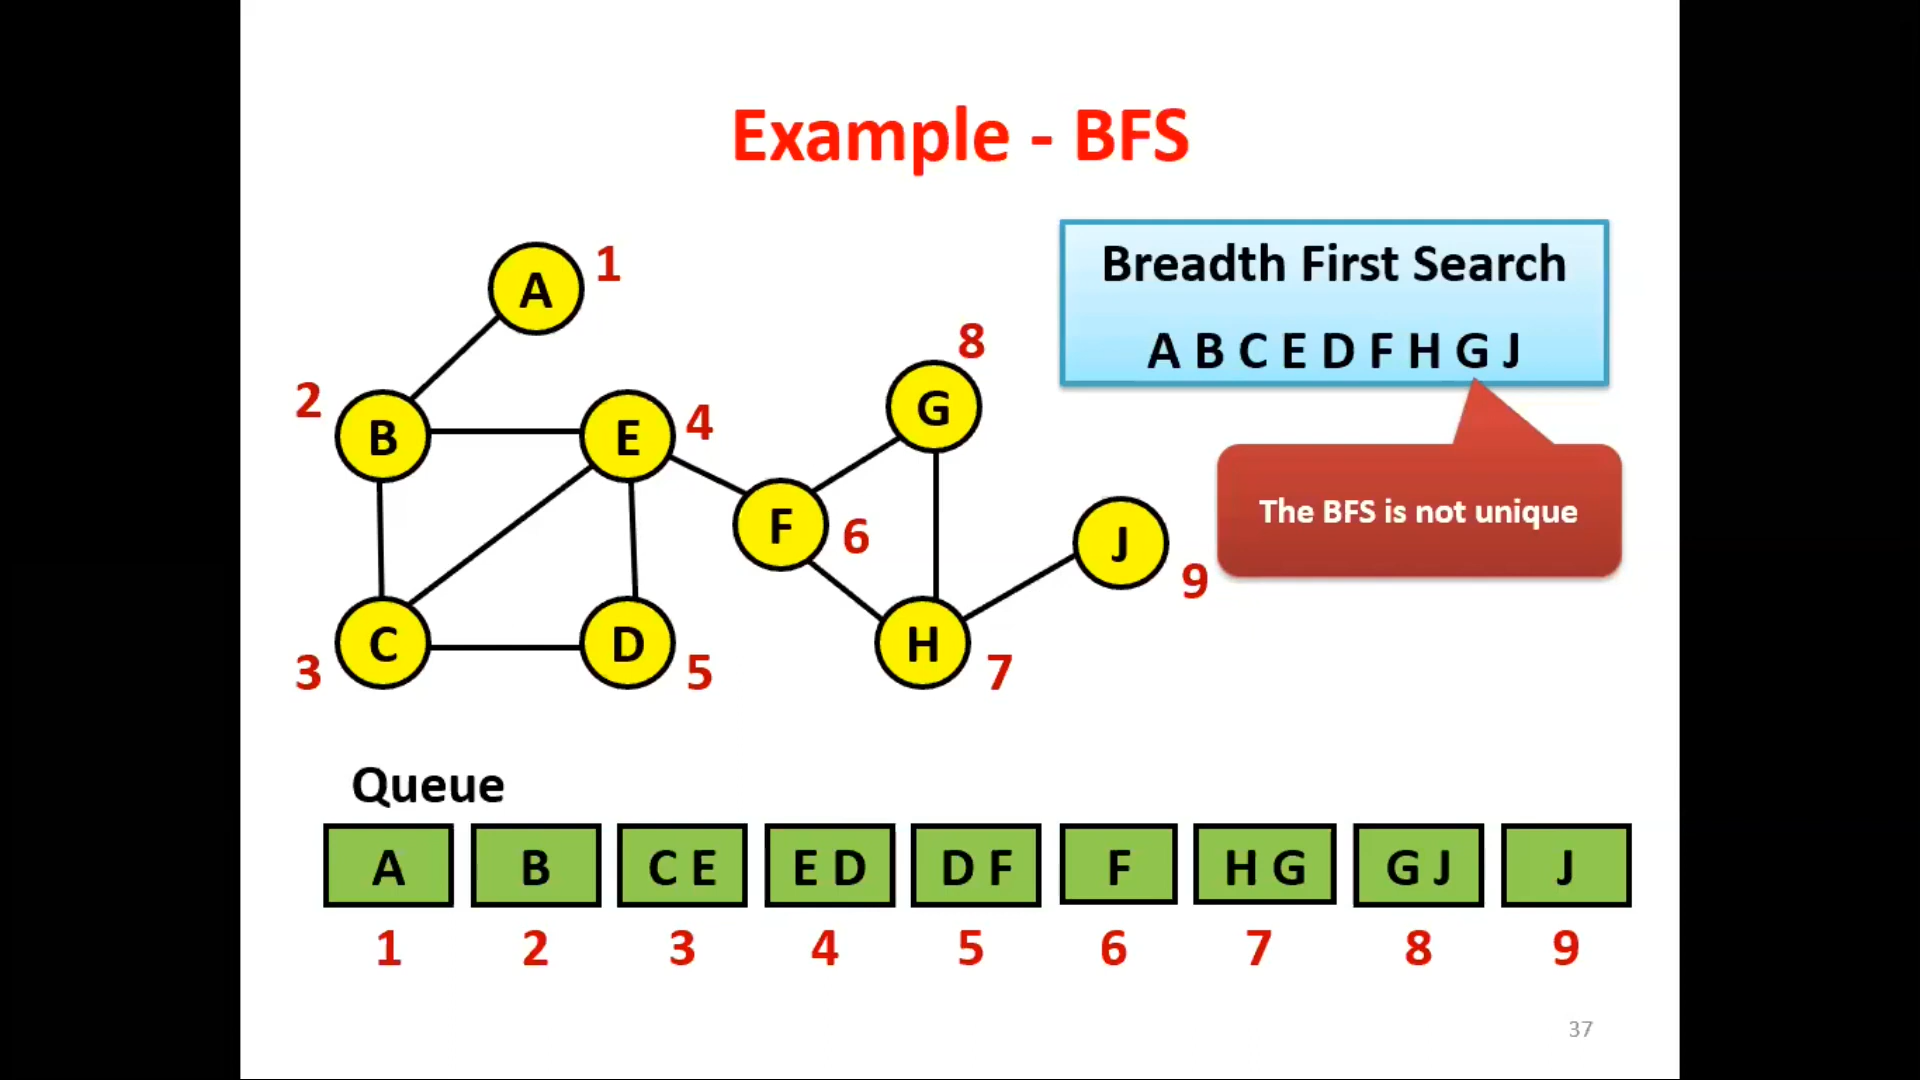 Example - BFS
A 1
Breadth First Search
A B C E D F H G J
8
G
2 B
E 4
The BFS is not unique
F 6
J 9
C 3
D 5
H 7
Queue
A B C E E D D F F H G G J J
1 2 3 4 5 6 7 8 9
37